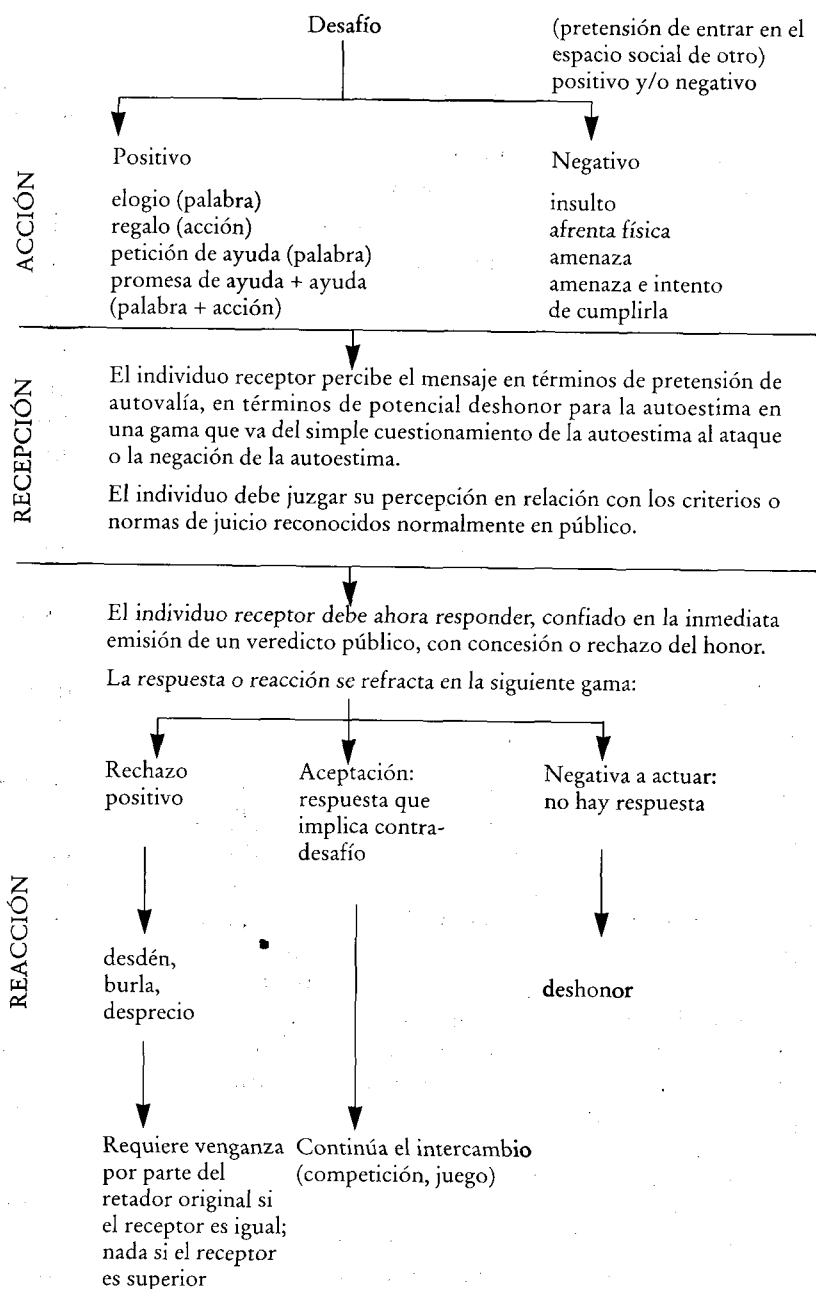 Desafío
(pretensión de entrar en el
espacio social de otro)
positivo y/o negativo
ACCIÓN
Positivo
elogio (palabra)
regalo (acción)
petición de ayuda (palabra)
promesa de ayuda + ayuda
(palabra + acción)
Negativo
insulto
afrenta física
amenaza
amenaza e intento
de cumplirla
RECEPCIÓN
El individuo receptor percibe el mensaje en términos de pretensión de
autovalía, en términos de potencial deshonor para la autoestima en
una gama que va del simple cuestionamiento de la autoestima al ataque
o la negación de la autoestima.
El individuo debe juzgar su percepción en relación con los criterios o
normas de juicio reconocidos normalmente en público.
REACCIÓN
El individuo receptor debe ahora responder, confiado en la inmediata
emisión de un veredicto público, con concesión o rechazo del honor.
La respuesta o reacción se refracta en la siguiente gama:
Rechazo
positivo
desdén,
burla,
desprecio
Requiere venganza
por parte del
retador original si
el receptor es igual;
nada si el receptor
es superior
Aceptación:
respuesta que
implica contra-
desafío
Continúa el intercambio
(competición, juego)
Negativa a actuar:
no hay respuesta
deshonor